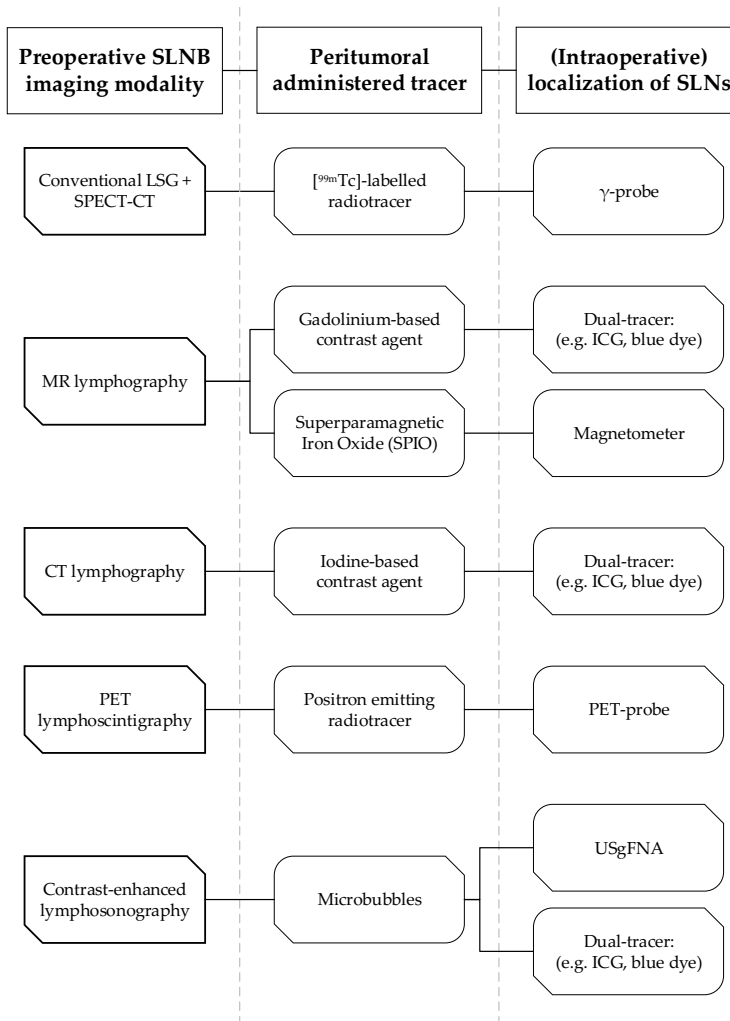 Preoperative SLNB
imaging modality
Peritumoral
administered tracer
(Intraoperative)
localization of SLNs
Conventional LSG +
SPECT-CT
[⁹⁹ᵐTc]-labelled
radiotracer
γ-probe
MR lymphography
Gadolinium-based
contrast agent
Dual-tracer:
(e.g. ICG, blue dye)
Superparamagnetic
Iron Oxide (SPIO)
Magnetometer
CT lymphography
Iodine-based
contrast agent
Dual-tracer:
(e.g. ICG, blue dye)
PET
lymphoscintigraphy
Positron emitting
radiotracer
PET-probe
Contrast-enhanced
lymphosonography
Microbubbles
USgFNA
Dual-tracer:
(e.g. ICG, blue dye)